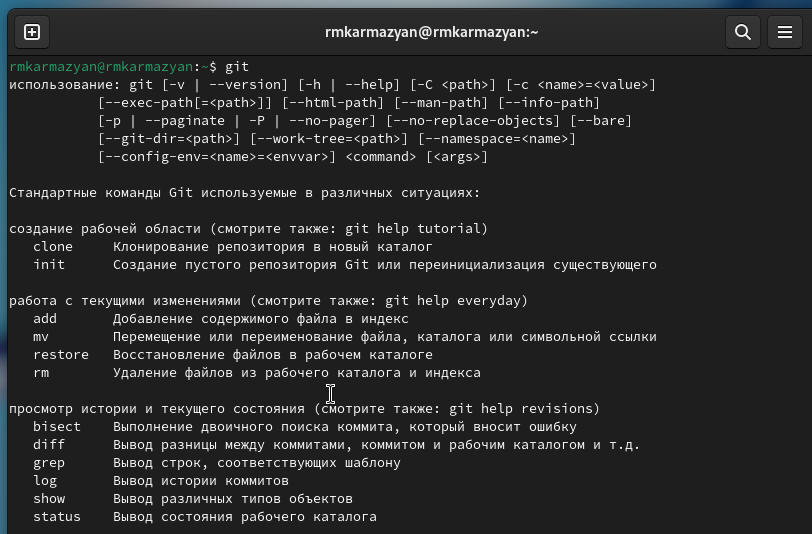 rmkarmazyan@rmkarmazyan:~
rmkarmazyan@rmkarmazyan:~$ git
использование: git [-v | --version] [-h | --help] [-C <path>] [-c <name>=<value>]
           [--exec-path[=<path>]] [--html-path] [--man-path] [--info-path]
           [-p | --paginate | -P | --no-pager] [--no-replace-objects] [--bare]
           [--git-dir=<path>] [--work-tree=<path>] [--namespace=<name>]
           [--config-env=<name>=<envvar>] <command> [<args>]

Стандартные команды Git используемые в различных ситуациях:

создание рабочей области (смотрите также: git help tutorial)
   clone     Клонирование репозитория в новый каталог
   init      Создание пустого репозитория Git или переинициализация существующего

работа с текущими изменениями (смотрите также: git help everyday)
   add       Добавление содержимого файла в индекс
   mv        Перемещение или переименование файла, каталога или символьной ссылки
   restore   Восстановление файлов в рабочем каталоге
   rm        Удаление файлов из рабочего каталога и индекса

просмотр истории и текущего состояния (смотрите также: git help revisions)
   bisect    Выполнение двоичного поиска коммита, который вносит ошибку
   diff      Вывод разницы между коммитами, коммитом и рабочим каталогом и т.д.
   grep      Вывод строк, соответствующих шаблону
   log       Вывод истории коммитов
   show      Вывод различных типов объектов
   status    Вывод состояния рабочего каталога